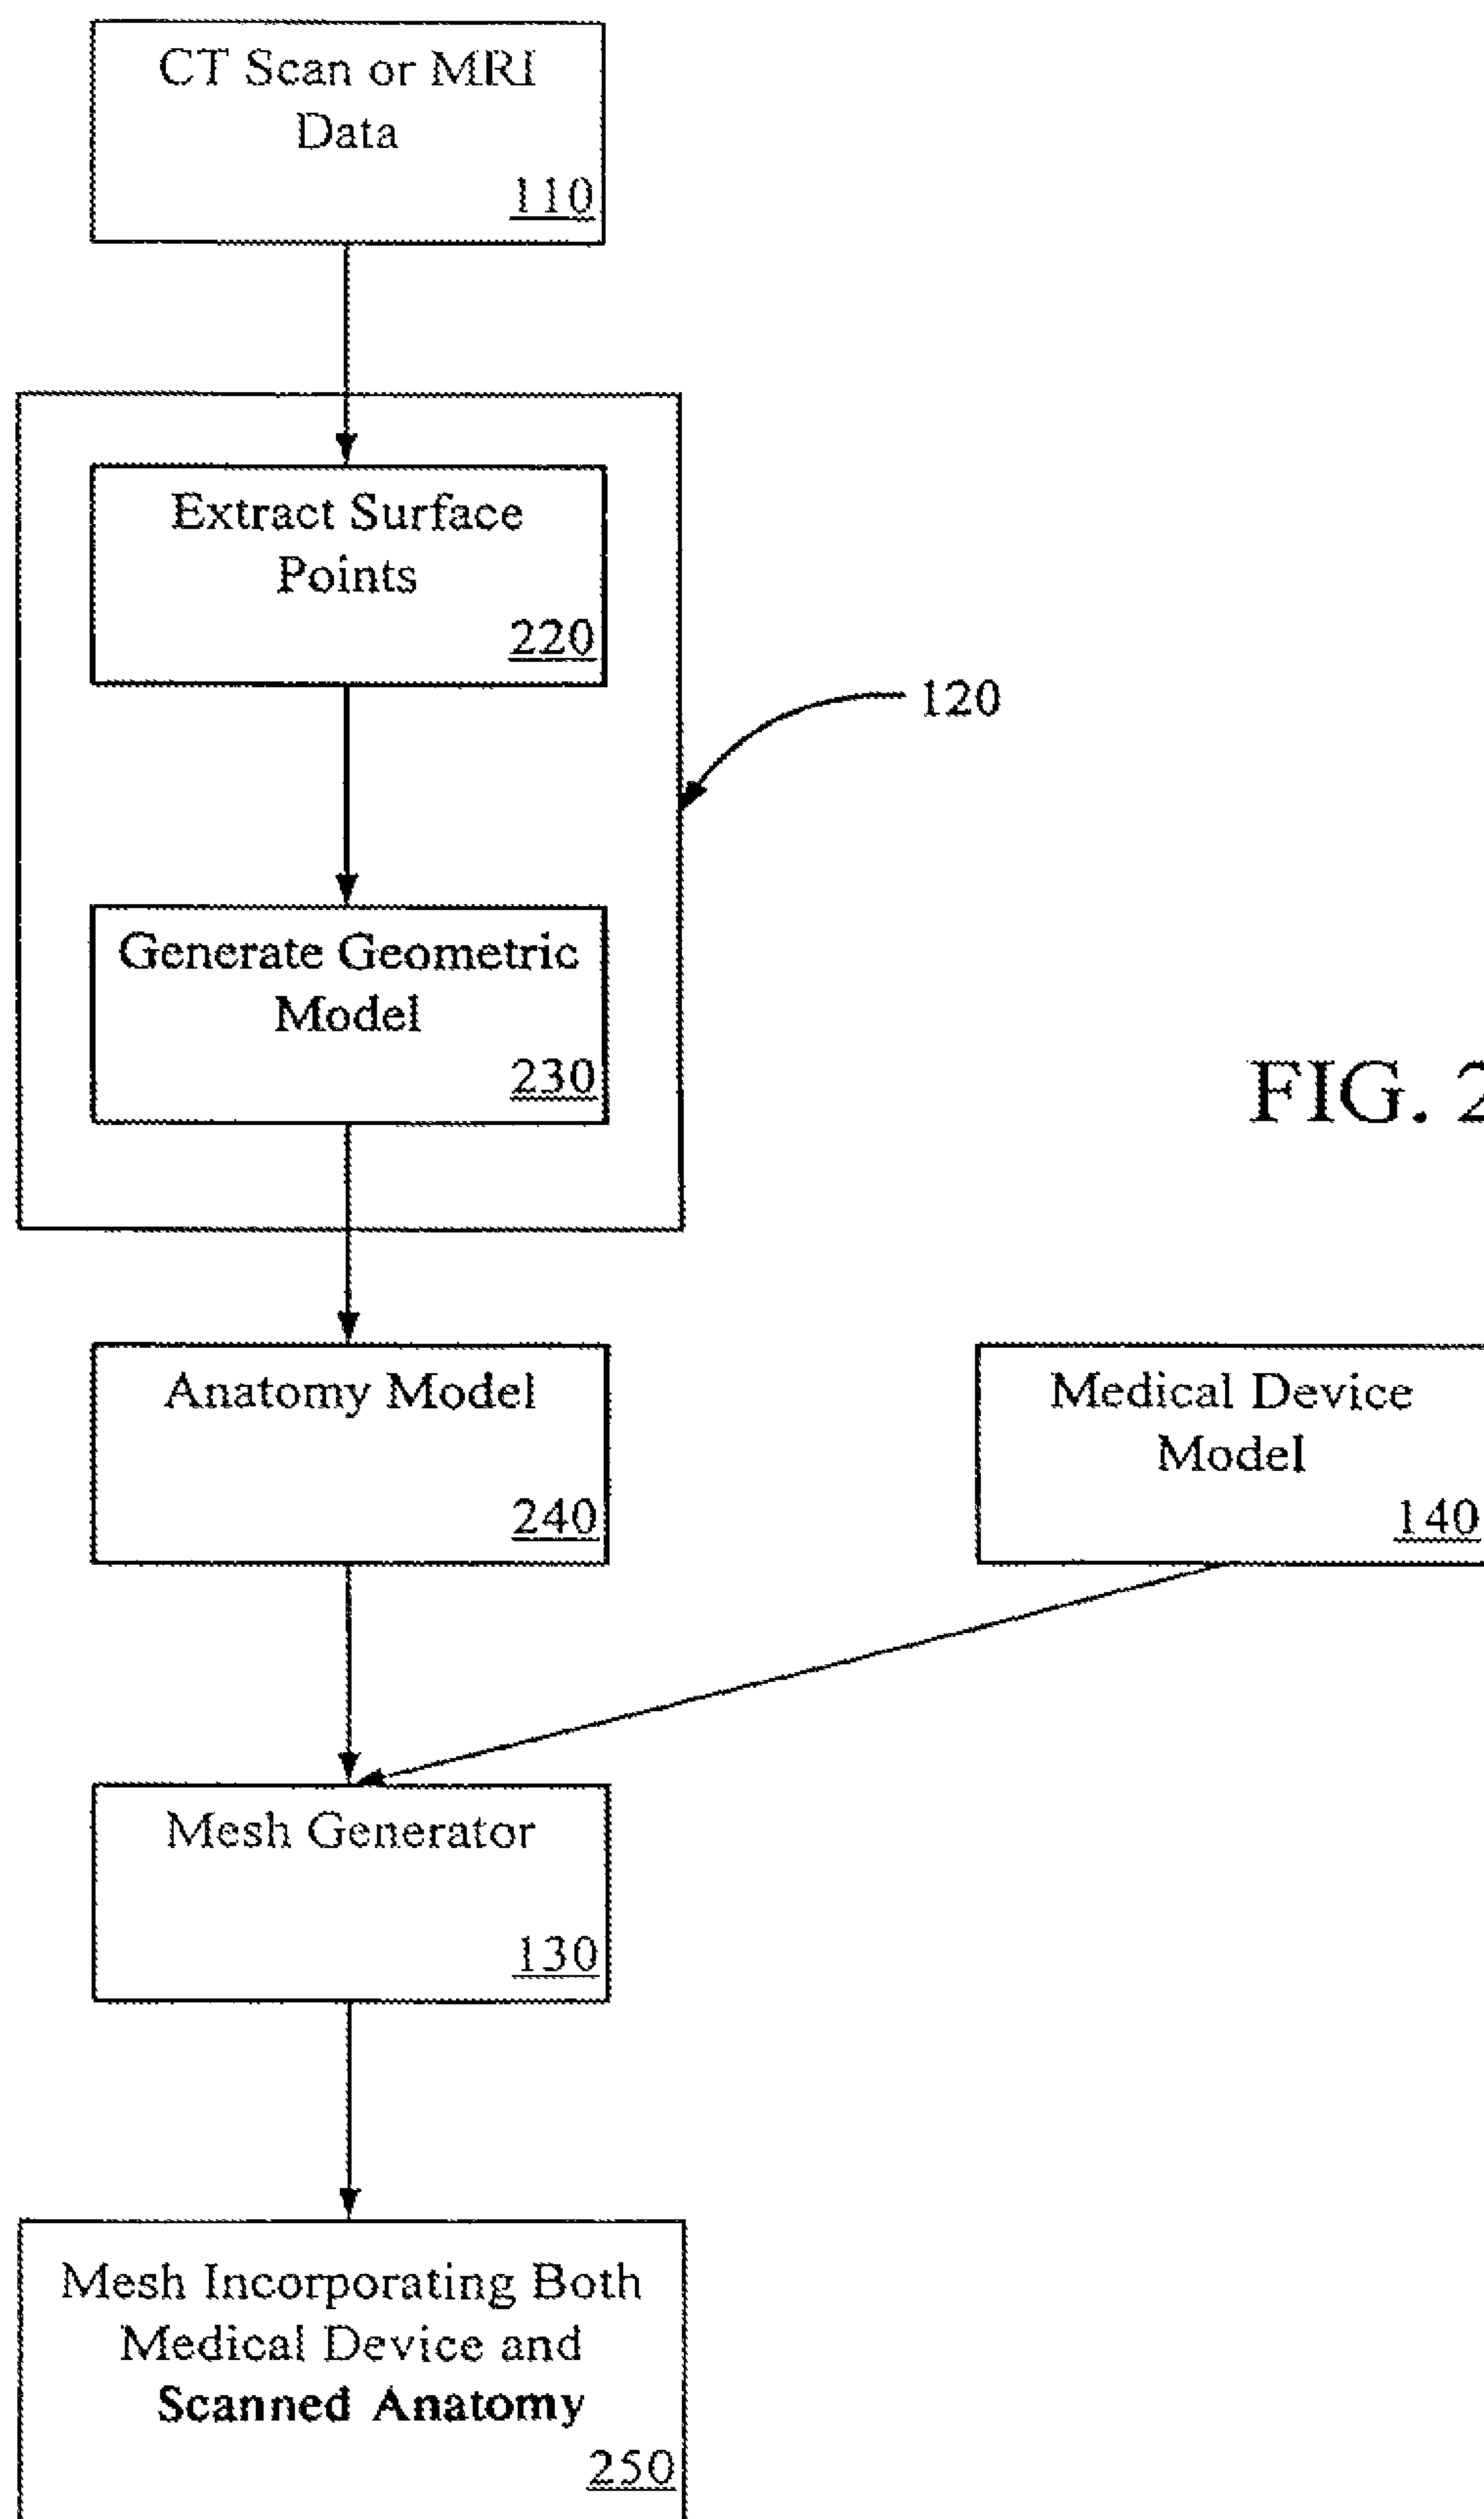 CT Scan or MRI
Data
110
Extract Surface
Points
220
120
Generate Geometric
Model
230
FIG. 2
Anatomy Model
240
Medical Device
Model
140
Mesh Generator
130
Mesh Incorporating Both
Medical Device and
Scanned Anatomy
250